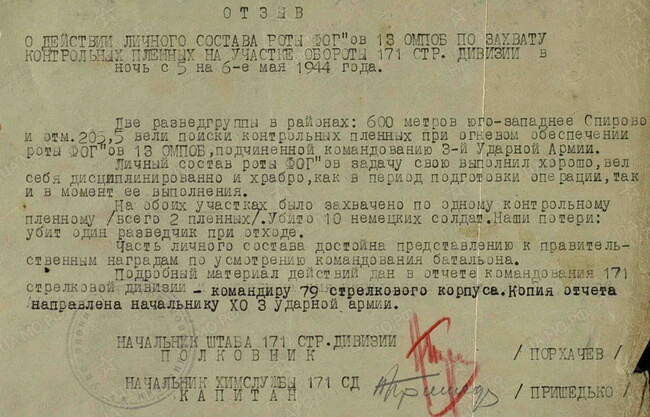 О Т З Ы В
О ДЕЙСТВИИ ЛИЧНОГО СОСТАВА РОТЫ ФОГ"ов 13 ОМПОБ ПО ЗАХВАТУ
КОНТРОЛЬНЫХ ПЛЕННЫХ НА УЧАСТКЕ ОБОРОТЫ 171 СТР. ДИВИЗИИ в
ночь с 5 на 6-е мая 1944 года.
Две разведгруппы в районах: 600 метров юго-западнее Спирово
и отм. 205,5 вели поиски контрольных пленных при огневом обеспечении
роты ФОГ"ов 13 ОМПОБ,подчиненной командованию 3-й Ударной Армии.
Личный состав роты ФОГ"ов задачу свою выполнил хорошо,вел
себя дисциплинированно и храбро,как в период подготовки операции,так
и в момент ее выполнения.
На обоих участках было захвачено по одному контрольному
пленному /всего 2 пленных/.Убито 10 немецких солдат.Наши потери:
убит один разведчик при отходе.
Часть личного состава достойна представлению к правитель-
ственным наградам по усмотрению командования батальона.
Подробный материал действий дан в отчете командования 171
стрелковой дивизии - командиру 79 стрелкового корпуса.Копия отчета
направлена начальнику ХО 3 Ударной армии.
НАЧАЛЬНИК ШТАБА 171 СТР.ДИВИЗИИ
П О Л К О В Н И К / ПОРХАЧЕВ /
НАЧАЛЬНИК ХИМСЛУЖБЫ 171 СД
К А П И Т А Н / ПРИШЕДЬКО /